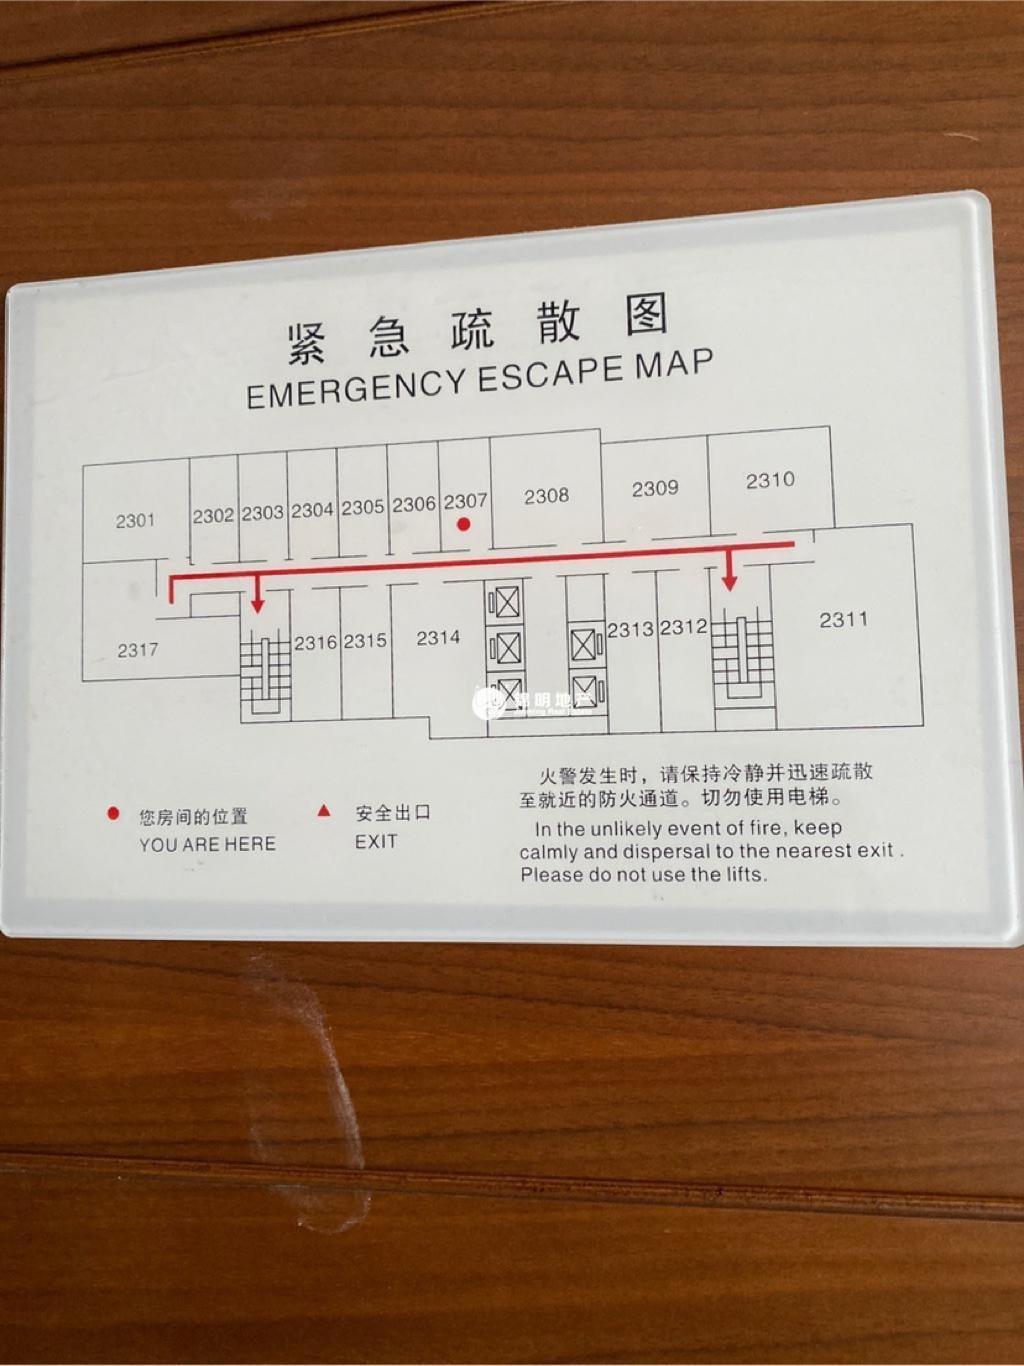 紧急疏散图
EMERGENCY ESCAPE MAP
2301 2302 2303 2304 2305 2306 2307 2308 2309 2310
2317 2316 2315 2314 2313 2312 2311
锦明地产
火警发生时，请保持冷静并迅速疏散
至就近的防火通道。切勿使用电梯。
In the unlikely event of fire, keep
calmly and dispersal to the nearest exit .
Please do not use the lifts.
您房间的位置
YOU ARE HERE
安全出口
EXIT